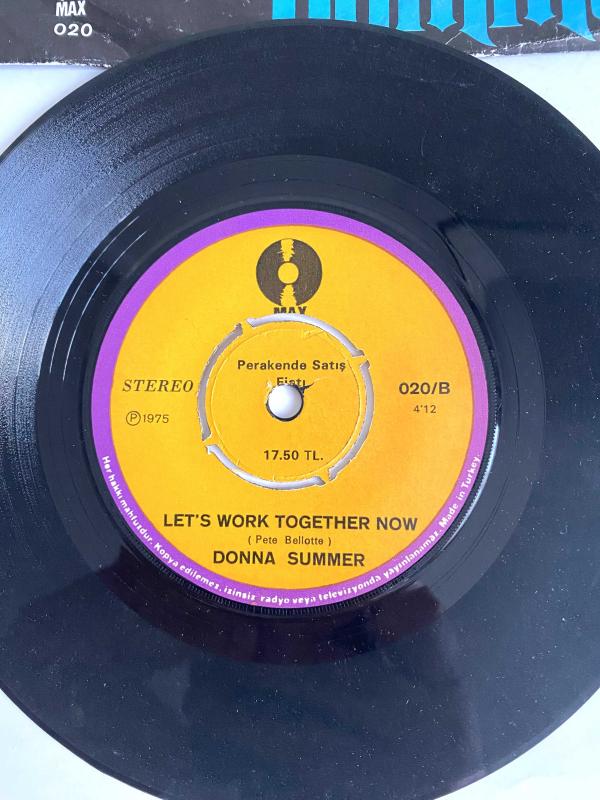 MAX
020
MAX
Perakende Satış
Fiatı
STEREO
020/B
Ⓟ1975
4'12
17.50 TL.
LET'S WORK TOGETHER NOW
( Pete Bellotte )
DONNA SUMMER
Her hakkı mahfuzdur. Kopya edilemez, izinsiz radyo veya televizyonda yayınlanamaz. Made in Turkey.